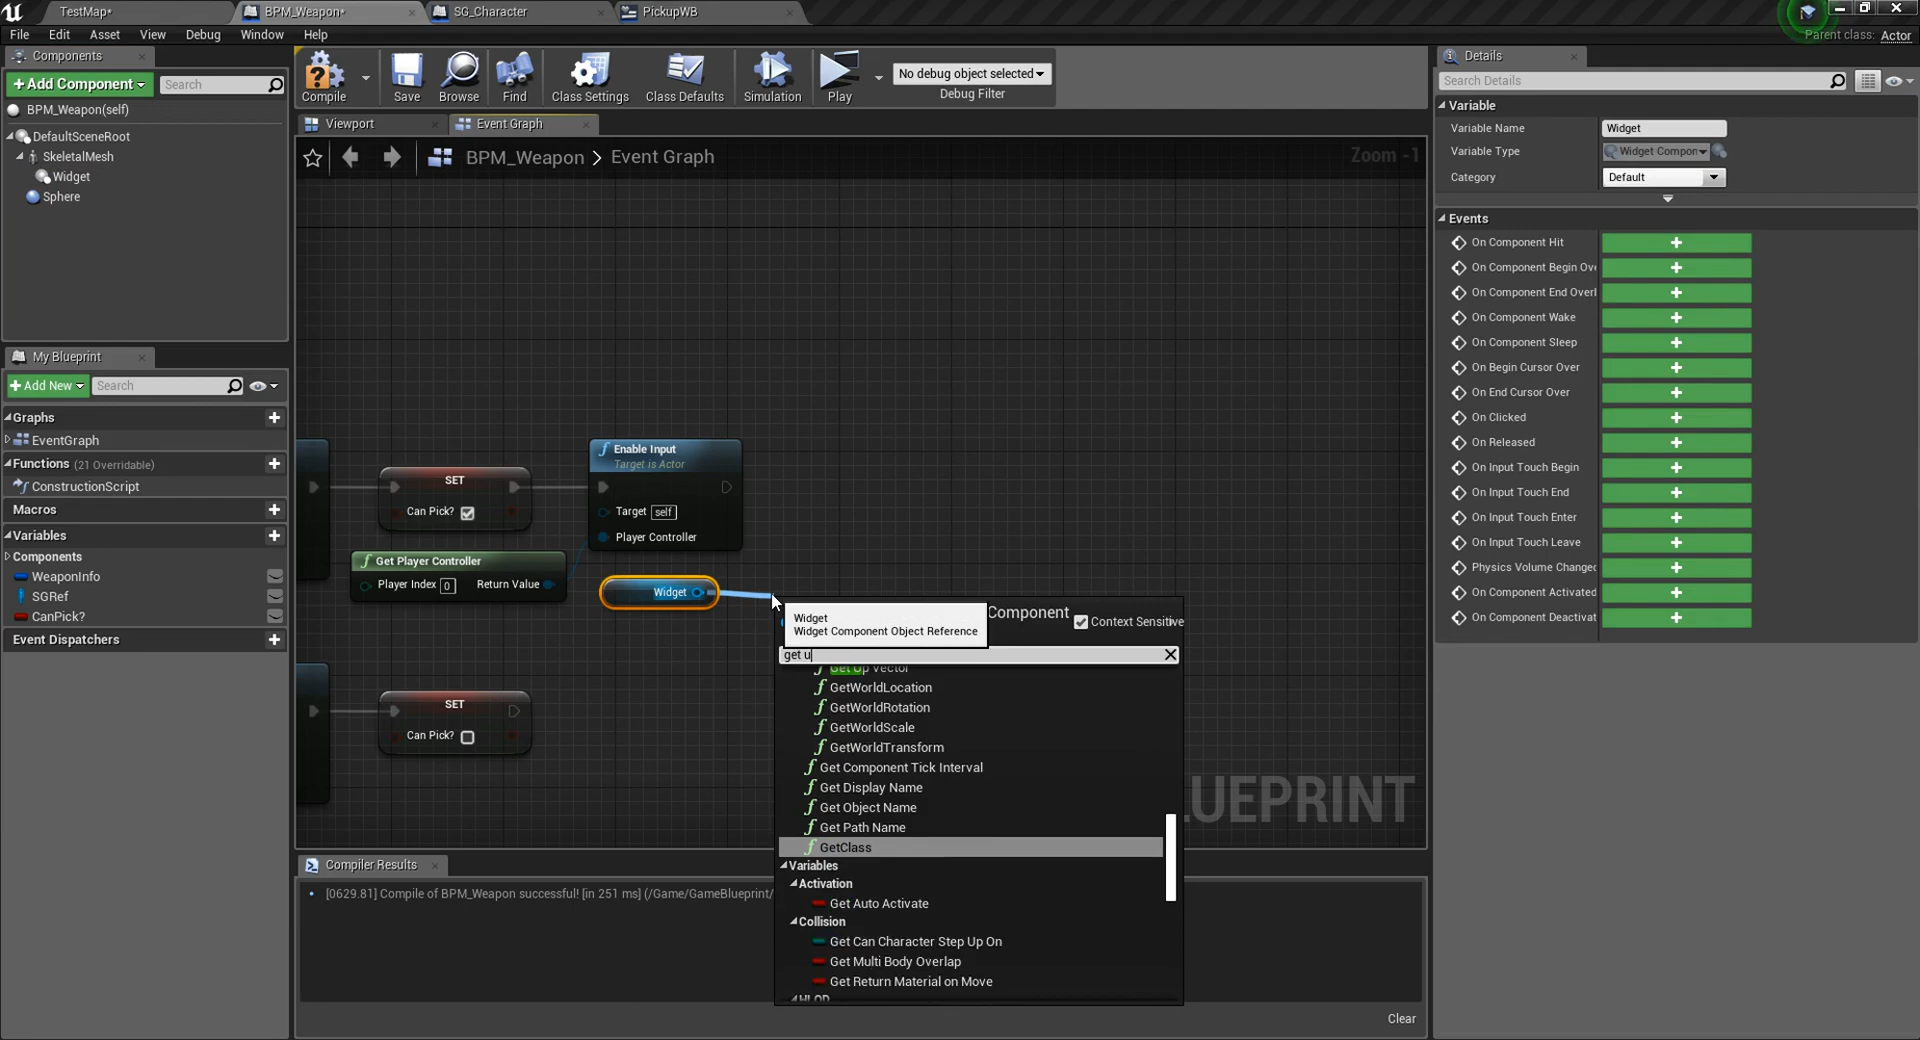 TestMap*
BPM_Weapon*
SG_Character
PickupWB
File Edit Asset View Debug Window Help
Parent class: Actor
Components
+Add Component
Search
BPM_Weapon(self)
DefaultSceneRoot
SkeletalMesh
Widget
Sphere
My Blueprint
+Add New
Search
Graphs
EventGraph
Functions (21 Overridable)
ConstructionScript
Macros
Variables
Components
WeaponInfo
SGRef
CanPick?
Event Dispatchers
Compile
Save
Browse
Find
Class Settings
Class Defaults
Simulation
Play
No debug object selected
Debug Filter
Viewport
Event Graph
BPM_Weapon > Event Graph
Zoom -1
SET
Can Pick?
Enable Input
Target is Actor
Target self
Player Controller
Get Player Controller
Player Index 0
Return Value
Widget
SET
Can Pick?
Widget
Widget Component Object Reference
Component
Context Sensitive
get u
Get Up Vector
GetWorldLocation
GetWorldRotation
GetWorldScale
GetWorldTransform
Get Component Tick Interval
Get Display Name
Get Object Name
Get Path Name
GetClass
Variables
Activation
Get Auto Activate
Collision
Get Can Character Step Up On
Get Multi Body Overlap
Get Return Material on Move
HLOD
LUEPRINT
Compiler Results
[0629.81] Compile of BPM_Weapon successful! [in 251 ms] (/Game/GameBlueprint/
Clear
Details
Search Details
Variable
Variable Name
Widget
Variable Type
Widget Compon
Category
Default
Events
On Component Hit
On Component Begin Ove
On Component End Overl
On Component Wake
On Component Sleep
On Begin Cursor Over
On End Cursor Over
On Clicked
On Released
On Input Touch Begin
On Input Touch End
On Input Touch Enter
On Input Touch Leave
Physics Volume Changed
On Component Activated
On Component Deactivat